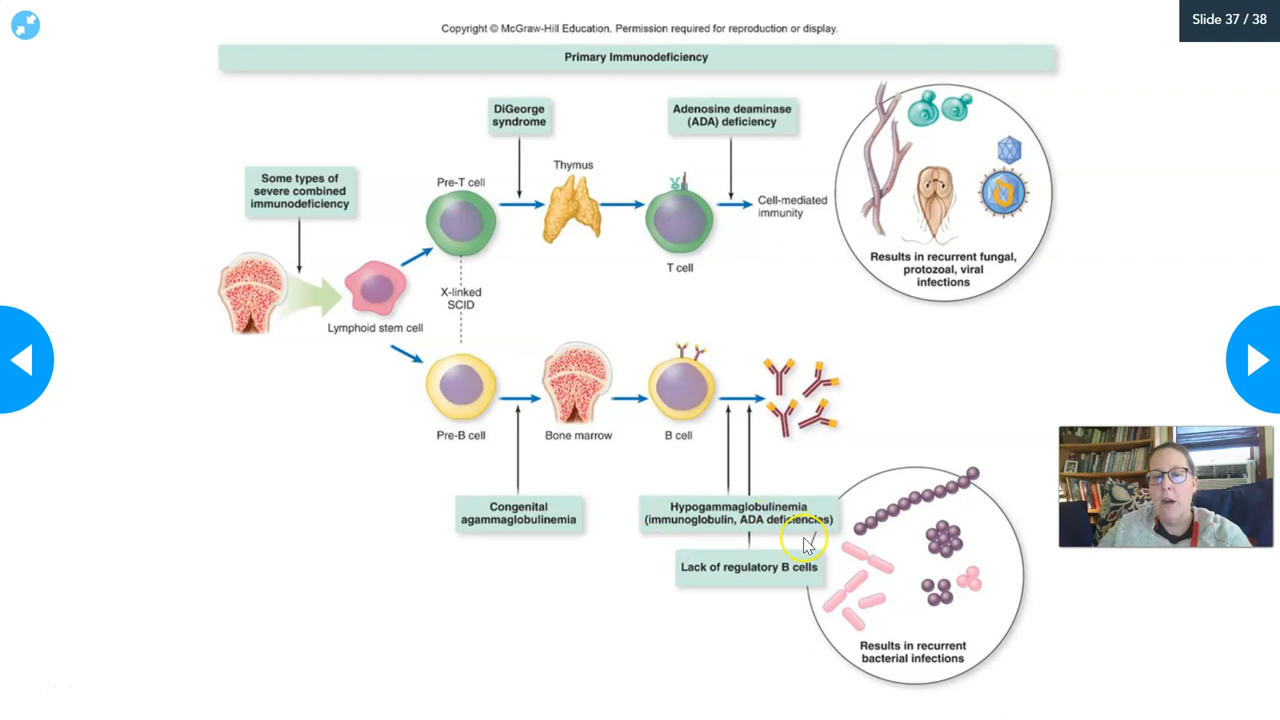 Slide 37 / 38
Copyright © McGraw-Hill Education. Permission required for reproduction or display.
Primary Immunodeficiency
DiGeorge
syndrome
Adenosine deaminase
(ADA) deficiency
Some types of
severe combined
immunodeficiency
Pre-T cell
Thymus
Cell-mediated
immunity
T cell
Results in recurrent fungal,
protozoal, viral
infections
X-linked
SCID
Lymphoid stem cell
Pre-B cell
Bone marrow
B cell
Congenital
agammaglobulinemia
Hypogammaglobulinemia
(immunoglobulin, ADA deficiencies)
Lack of regulatory B cells
Results in recurrent
bacterial infections